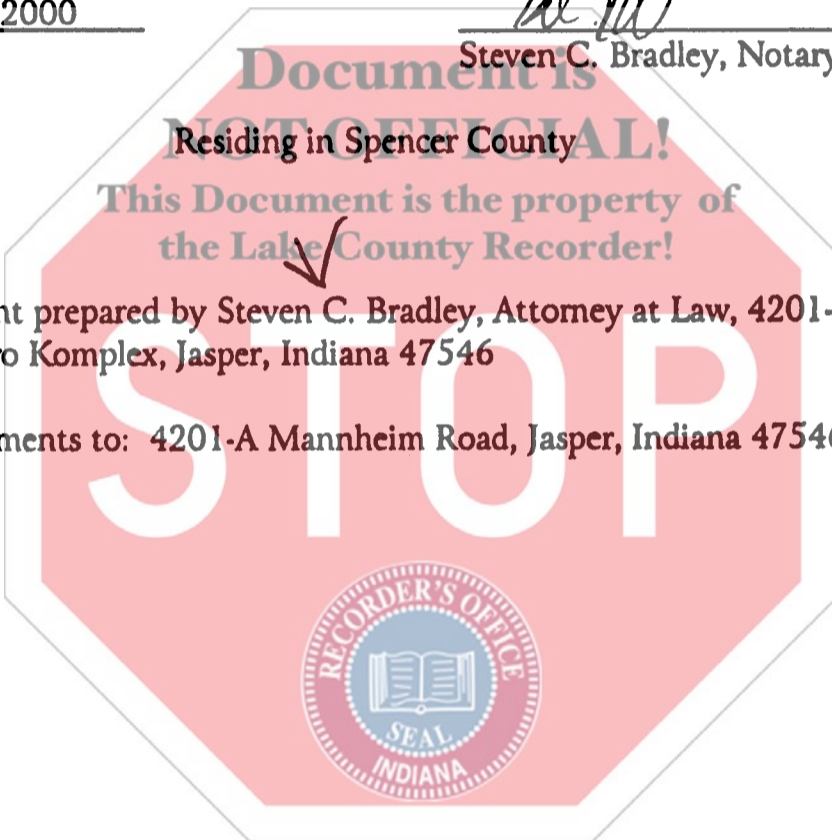 2000
Steven C. Bradley, Notary
Document is
NOT OFFICIAL!
Residing in Spencer County
This Document is the property of
the Lake County Recorder!
nt prepared by Steven C. Bradley, Attorney at Law, 4201-
ro Komplex, Jasper, Indiana 47546
STOP
ments to: 4201-A Mannheim Road, Jasper, Indiana 47546
RECORDER'S OFFICE
SEAL
INDIANA